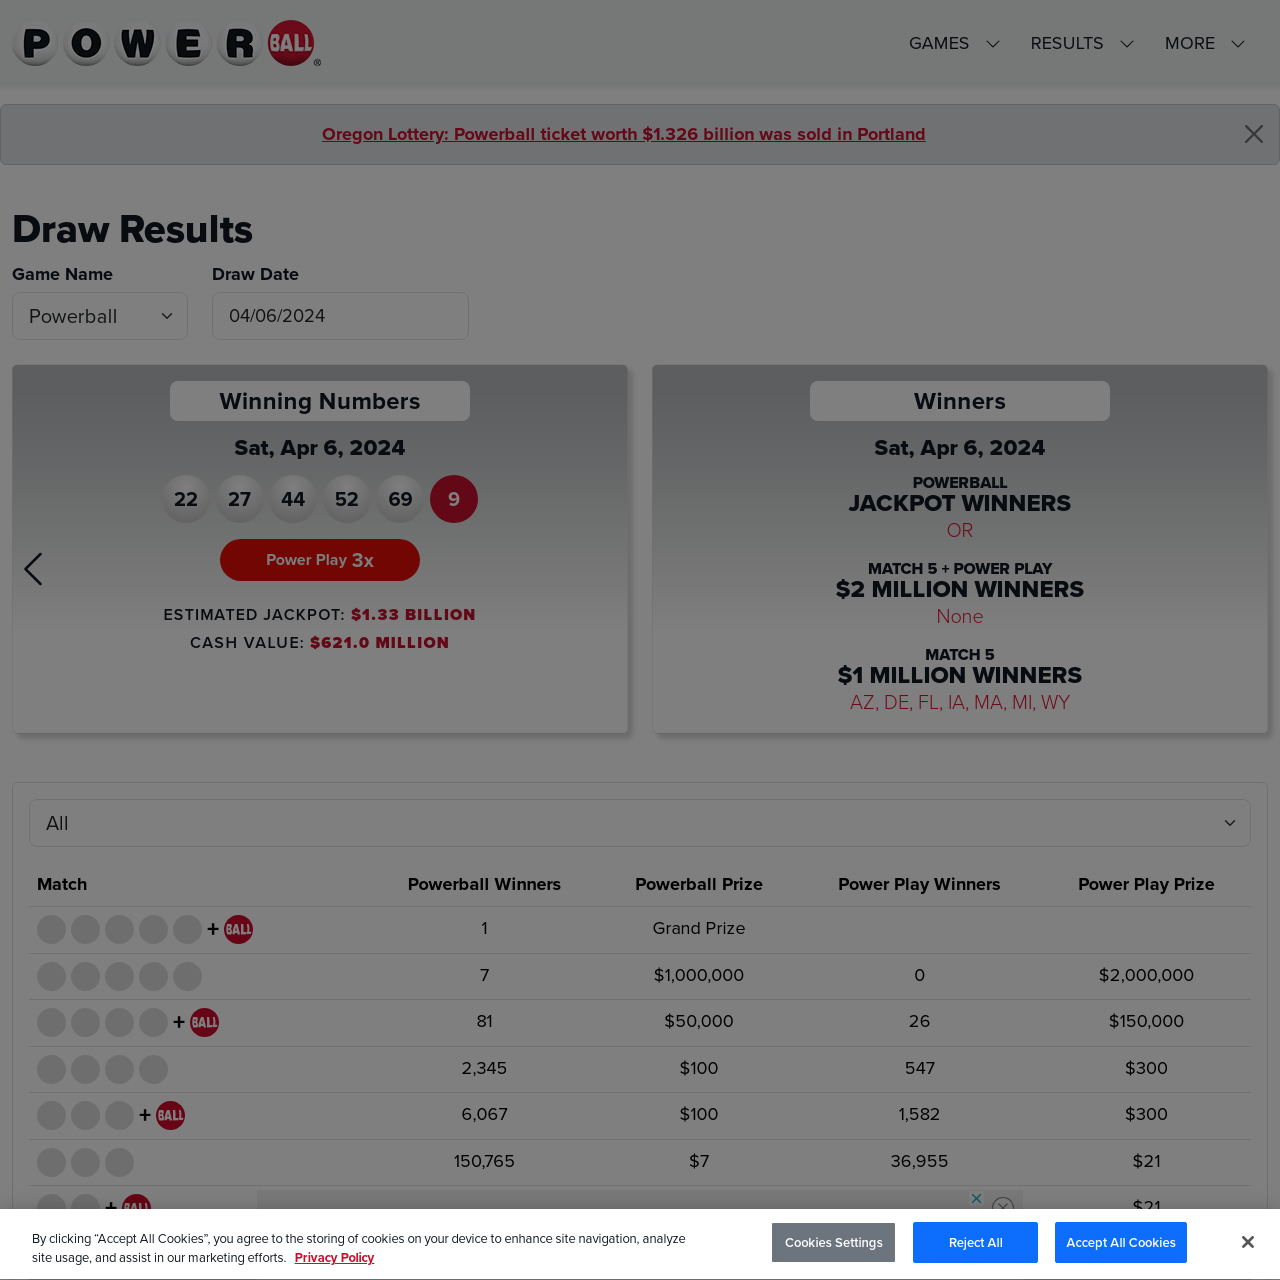 POWER BALL ®
GAMES RESULTS MORE
Oregon Lottery: Powerball ticket worth $1.326 billion was sold in Portland
Draw Results
Game Name Draw Date
Powerball 04/06/2024
Winning Numbers
Sat, Apr 6, 2024
22 27 44 52 69 9
Power Play 3x
ESTIMATED JACKPOT: $1.33 BILLION
CASH VALUE: $621.0 MILLION
Winners
Sat, Apr 6, 2024
POWERBALL
JACKPOT WINNERS
OR
MATCH 5 + POWER PLAY
$2 MILLION WINNERS
None
MATCH 5
$1 MILLION WINNERS
AZ, DE, FL, IA, MA, MI, WY
All
Match Powerball Winners Powerball Prize Power Play Winners Power Play Prize
+ BALL 1 Grand Prize
7 $1,000,000 0 $2,000,000
+ BALL 81 $50,000 26 $150,000
2,345 $100 547 $300
+ BALL 6,067 $100 1,582 $300
150,765 $7 36,955 $21
+ BALL $21
By clicking “Accept All Cookies”, you agree to the storing of cookies on your device to enhance site navigation, analyze
site usage, and assist in our marketing efforts. Privacy Policy
Cookies Settings Reject All Accept All Cookies